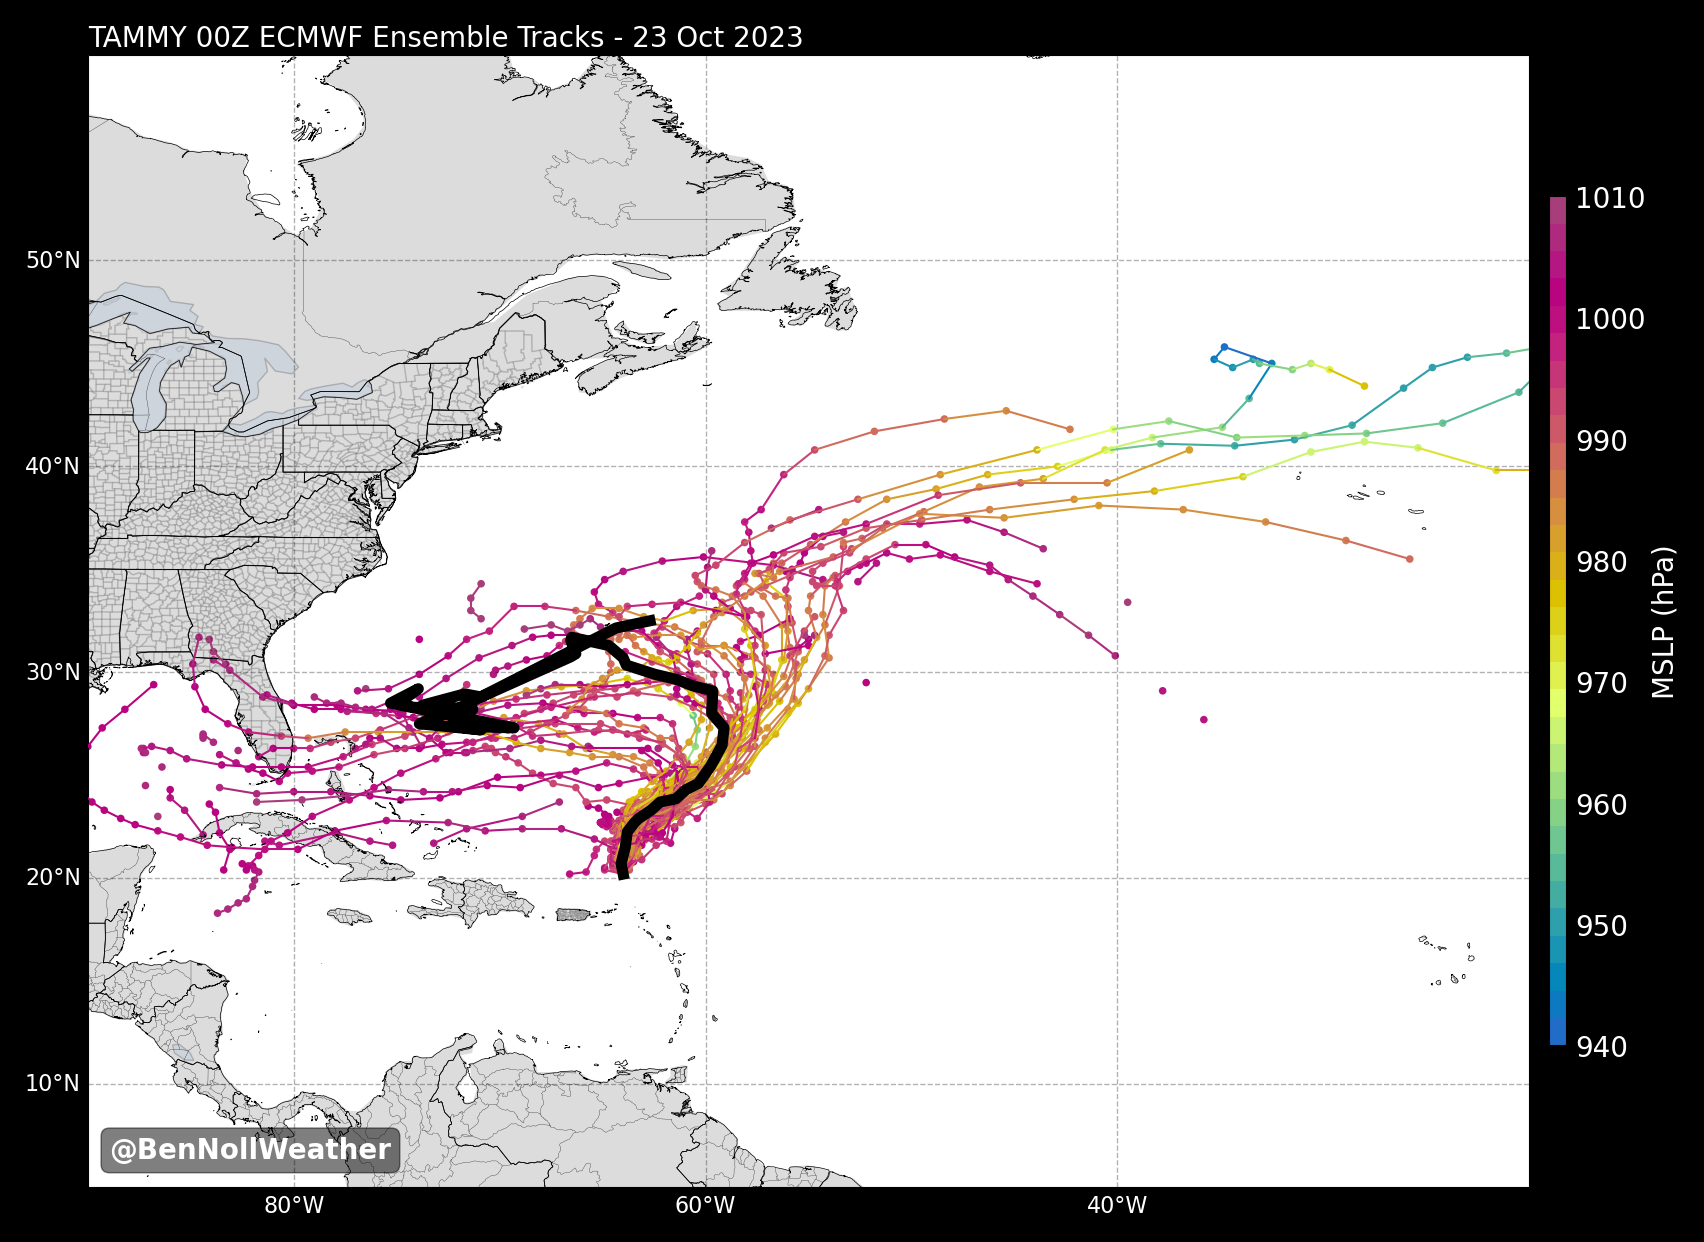 TAMMY 00Z ECMWF Ensemble Tracks - 23 Oct 2023
50°N
40°N
30°N
20°N
10°N
80°W
60°W
40°W
1010
1000
990
980
970
960
950
940
MSLP (hPa)
@BenNollWeather